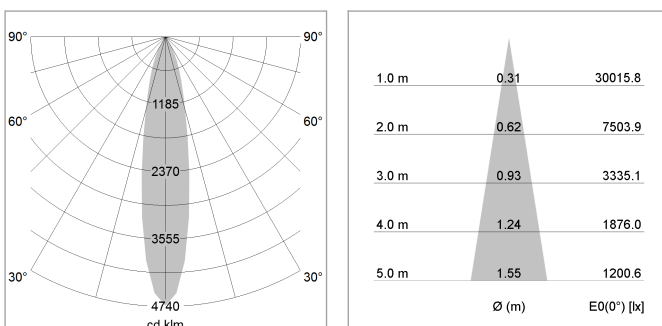 90° 90°
1185
60° 60°
2370
3555
30° 30°
4740
cd klm
1.0 m 0.31 30015.8
2.0 m 0.62 7503.9
3.0 m 0.93 3335.1
4.0 m 1.24 1876.0
5.0 m 1.55 1200.6
Ø (m) E0(0°) [lx]